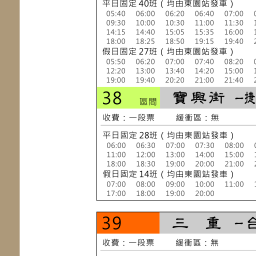 平日固定40班（均由東園站發車）
05:40 06:00 06:20 06:40 07:00
09:30 10:00 10:30 11:00 11:30
14:15 14:40 15:05 15:35 16:00
18:00 18:25 18:50 19:15 19:40
假日固定27班（均由東園站發車）
05:50 06:20 07:00 07:40 08:20
12:20 13:00 13:40 14:20 15:00
19:00 19:40 20:20 21:00 21:40
38 區間 寶興街 -捷
收費：一段票 緩衝區：無
平日固定28班（均由東園站發車）
06:00 06:30 07:00 07:30 08:00
11:00 12:00 13:00 14:00 15:00
18:00 18:30 19:00 20:00 21:00
假日固定14班（均由東園站發車）
07:00 08:00 09:00 10:00 11:00
17:00 18:00 19:00 20:00
39 三 重 -台
收費：一段票 緩衝區：無